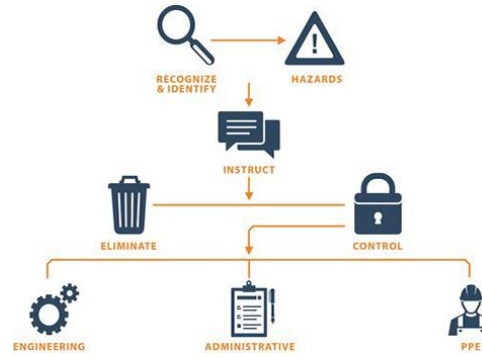 RECOGNIZE
& IDENTIFY
HAZARDS
INSTRUCT
ELIMINATE
CONTROL
ENGINEERING
ADMINISTRATIVE
PPE